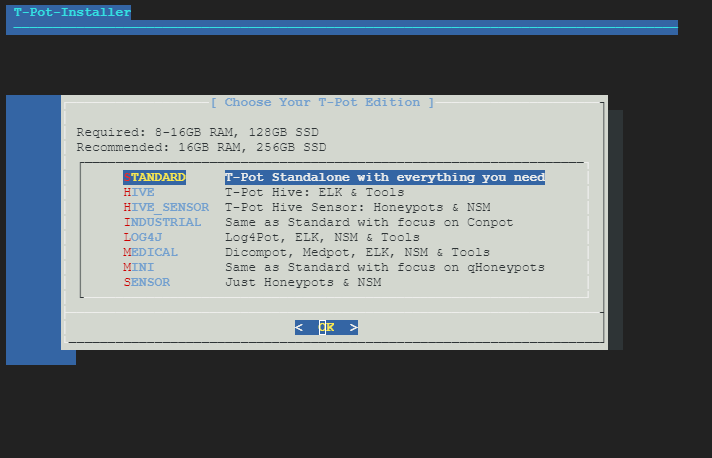 T-Pot-Installer
[ Choose Your T-Pot Edition ]
Required: 8-16GB RAM, 128GB SSD
Recommended: 16GB RAM, 256GB SSD
STANDARD T-Pot Standalone with everything you need
HIVE T-Pot Hive: ELK & Tools
HIVE_SENSOR T-Pot Hive Sensor: Honeypots & NSM
INDUSTRIAL Same as Standard with focus on Conpot
LOG4J Log4Pot, ELK, NSM & Tools
MEDICAL Dicompot, Medpot, ELK, NSM & Tools
MINI Same as Standard with focus on qHoneypots
SENSOR Just Honeypots & NSM
< OK >